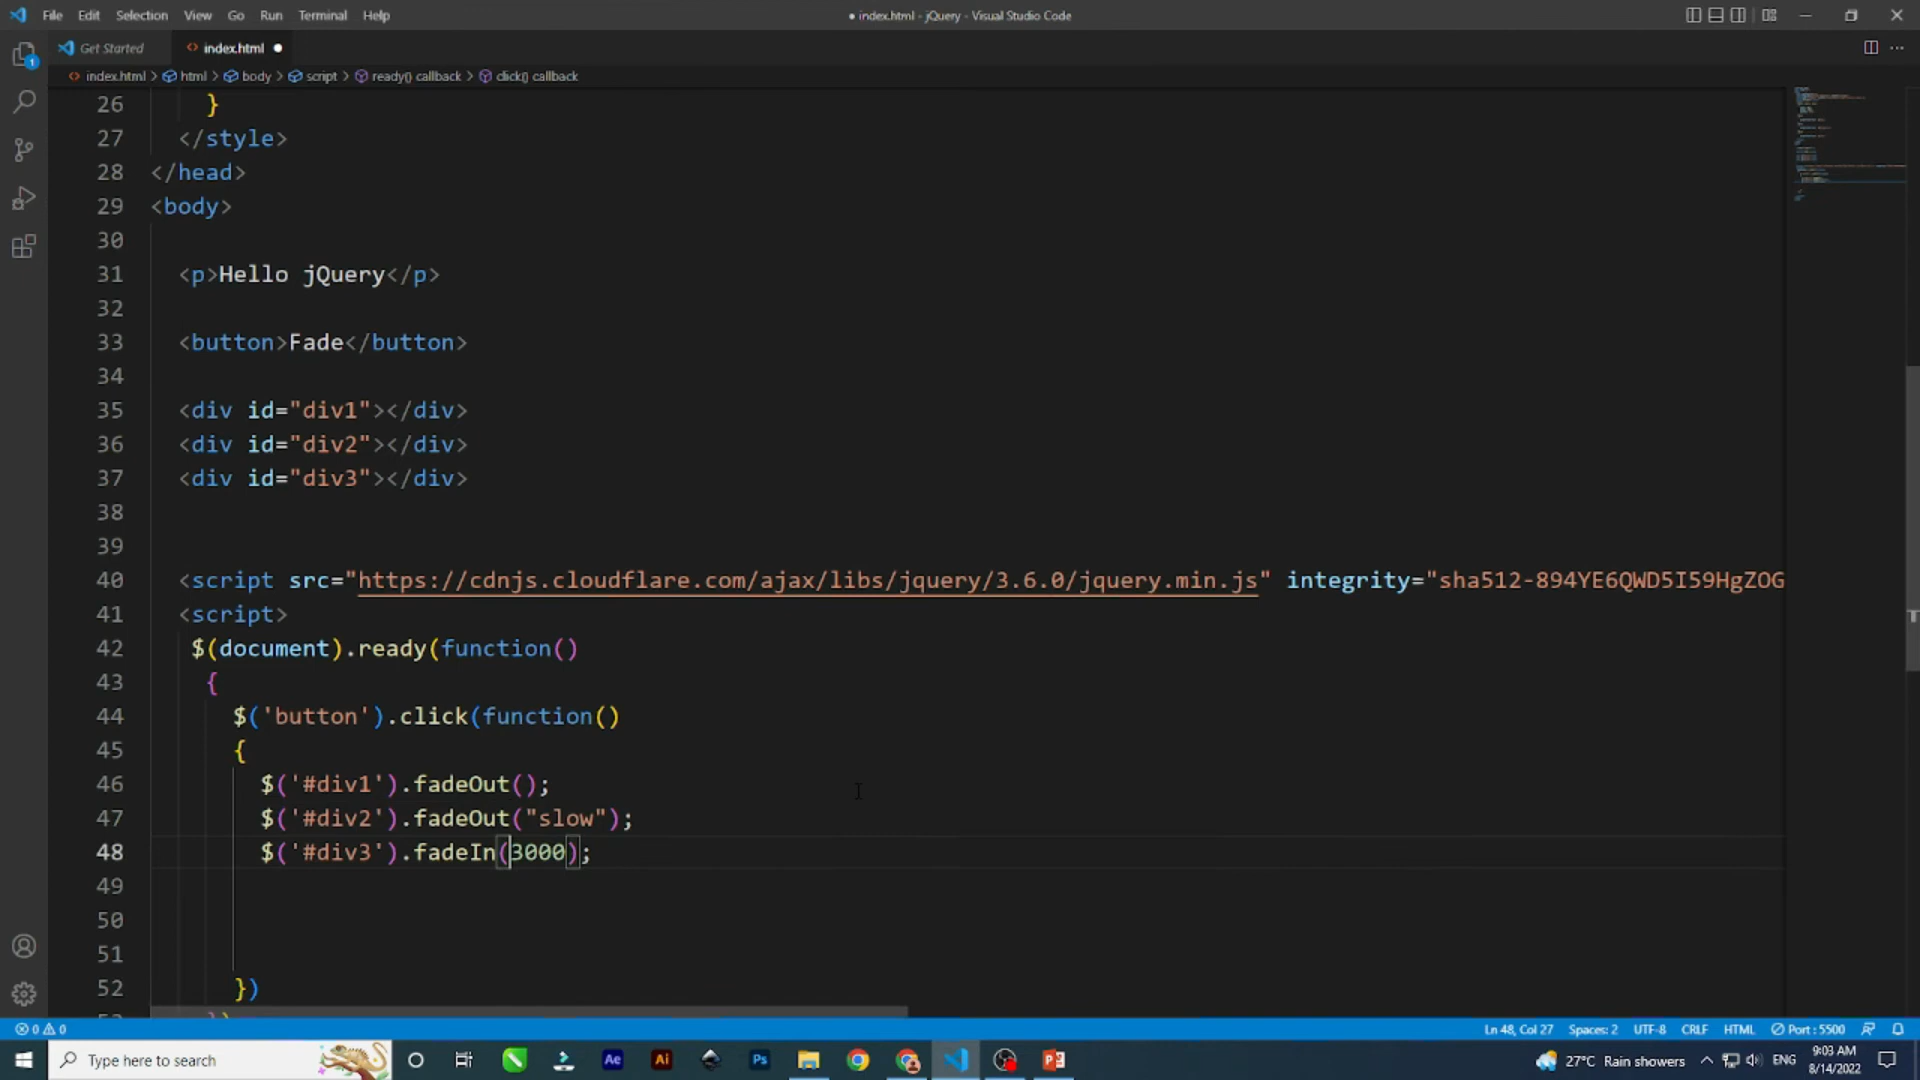 File Edit Selection View Go Run Terminal Help
● index.html - jQuery - Visual Studio Code
Get Started
<> index.html ●
<> index.html > html > body > script > ready() callback > click() callback
1
26 }
27 </style>
28 </head>
29 <body>
30
31 <p>Hello jQuery</p>
32
33 <button>Fade</button>
34
35 <div id="div1"></div>
36 <div id="div2"></div>
37 <div id="div3"></div>
38
39
40 <script src="https://cdnjs.cloudflare.com/ajax/libs/jquery/3.6.0/jquery.min.js" integrity="sha512-894YE6QWD5I59HgZOG
41 <script>
42 $(document).ready(function()
43 {
44 $('button').click(function()
45 {
46 $('#div1').fadeOut();
47 $('#div2').fadeOut("slow");
48 $('#div3').fadeIn(3000);
49
50
51
52 })
0 0 Ln 48, Col 27 Spaces: 2 UTF-8 CRLF HTML Port : 5500
Type here to search
Ae Ai Ps
27°C Rain showers ENG
9:03 AM
8/14/2022